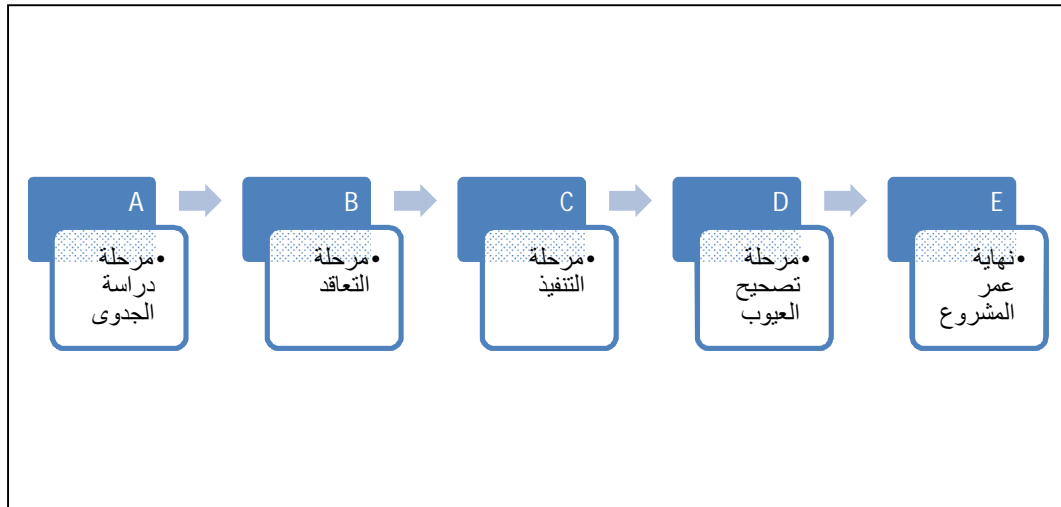 A
• مرحلة
دراسة
الجدوى
B
• مرحلة
التعاقد
C
• مرحلة
التنفيذ
D
• مرحلة
تصحيح
العيوب
E
• نهاية
عمر
المشروع